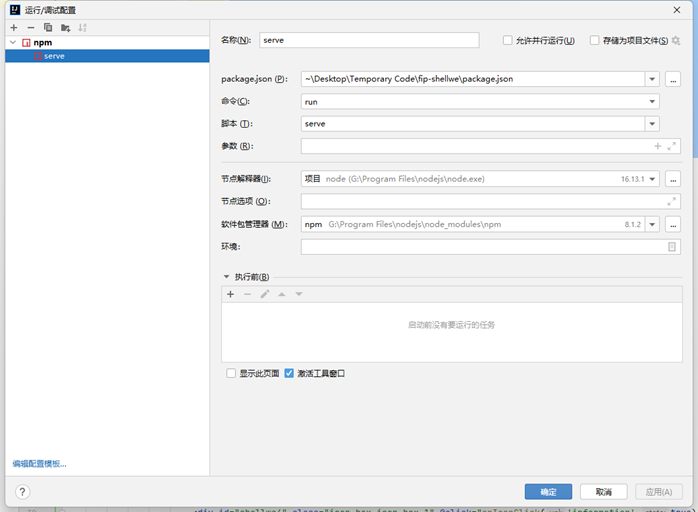 运行/调试配置
npm
serve
名称(N):
serve
允许并行运行(U)
存储为项目文件(S)
package.json (P):
~\Desktop\Temporary Code\fip-shellwe\package.json
命令(C):
run
脚本 (T):
serve
参数 (R):
节点解释器(I):
项目 node (G:\Program Files\nodejs\node.exe) 16.13.1
节点选项 (O):
软件包管理器 (M):
npm G:\Program Files\nodejs\node_modules\npm 8.1.2
环境:
执行前(B)
启动前没有要运行的任务
显示此页面
激活工具窗口
编辑配置模板...
?
确定
取消
应用(A)